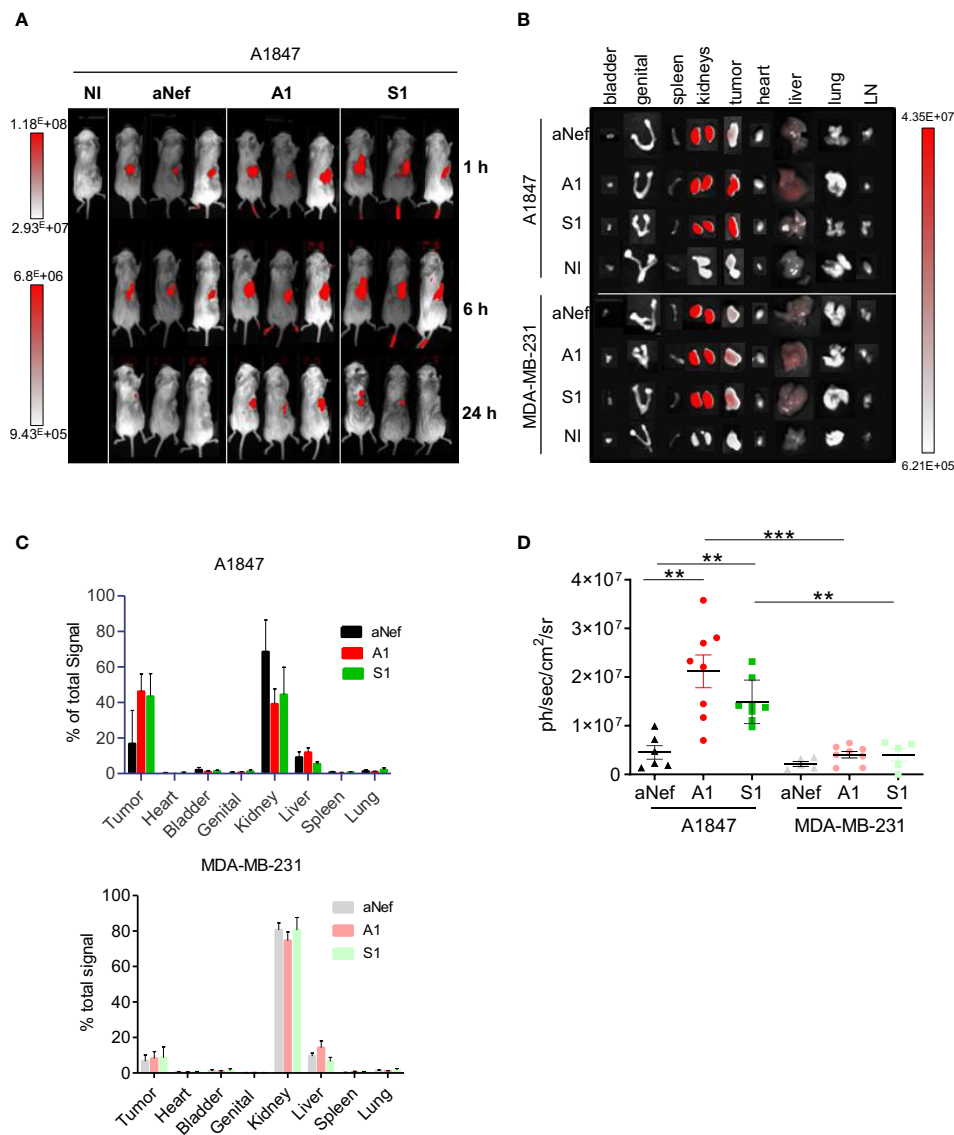 A
A1847
NI aNef A1 S1
1.18E+08
2.93E+07
6.8E+06
9.43E+05
1 h
6 h
24 h
B
bladder genital spleen kidneys tumor heart liver lung LN
A1847
aNef
A1
S1
NI
MDA-MB-231
aNef
A1
S1
NI
4.35E+07
6.21E+05
C
A1847
% of total Signal
100
80
60
40
20
0
aNef
A1
S1
Tumor Heart Bladder Genital Kidney Liver Spleen Lung
MDA-MB-231
% total signal
100
80
60
40
20
0
aNef
A1
S1
Tumor Heart Bladder Genital Kidney Liver Spleen Lung
D
***
**
**
**
ph/sec/cm²/sr
4×10⁷
3×10⁷
2×10⁷
1×10⁷
0
aNef A1 S1 aNef A1 S1
A1847 MDA-MB-231